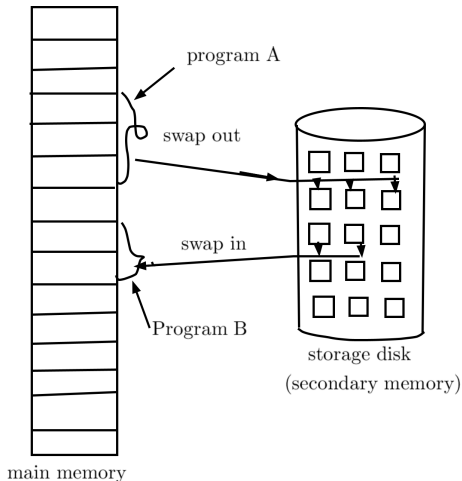 program A
swap out
swap in
Program B
storage disk
(secondary memory)
main memory